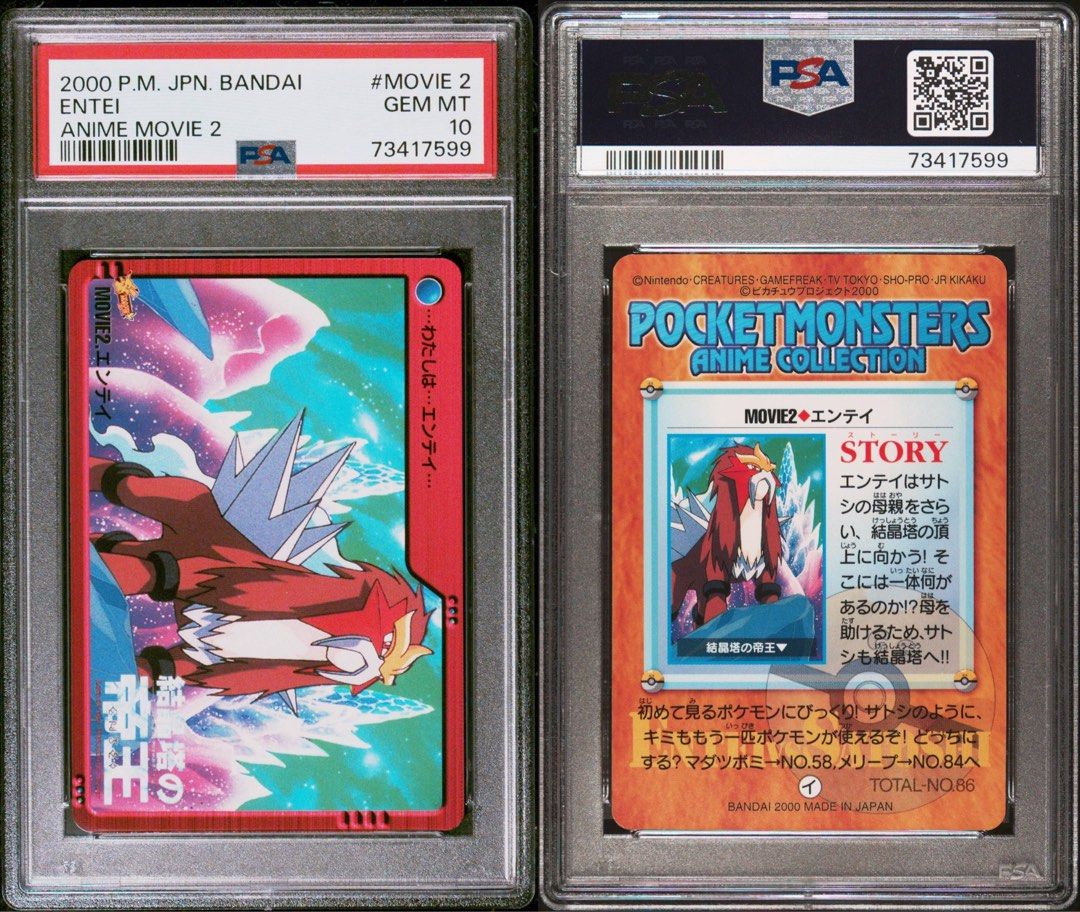 2000 P.M. JPN. BANDAI #MOVIE 2
ENTEI GEM MT
ANIME MOVIE 2 10
PSA 73417599
…わたしは…エンテイ…
MOVIE2.エンテイ
結晶塔の
帝王
PSA
PSA
73417599
©Nintendo・CREATURES・GAMEFREAK・TV TOKYO・SHO-PRO・JR KIKAKU
©ピカチュウプロジェクト2000
POCKET MONSTERS
ANIME COLLECTION
MOVIE2◆エンテイ
ストーリー
STORY
エンテイはサト
シの母親をさら
い、結晶塔の頂
上に向かう! そ
こには一体何が
あるのか!?母を
助けるため、サト
シも結晶塔へ!!
結晶塔の帝王▼
初めて見るポケモンにびっくり! サトシのように、
キミももう一匹ポケモンが使えるぞ! どっちに
する? マダツボミ→NO.58,メリープ→NO.84へ
イ TOTAL-NO.86
BANDAI 2000 MADE IN JAPAN
PSA